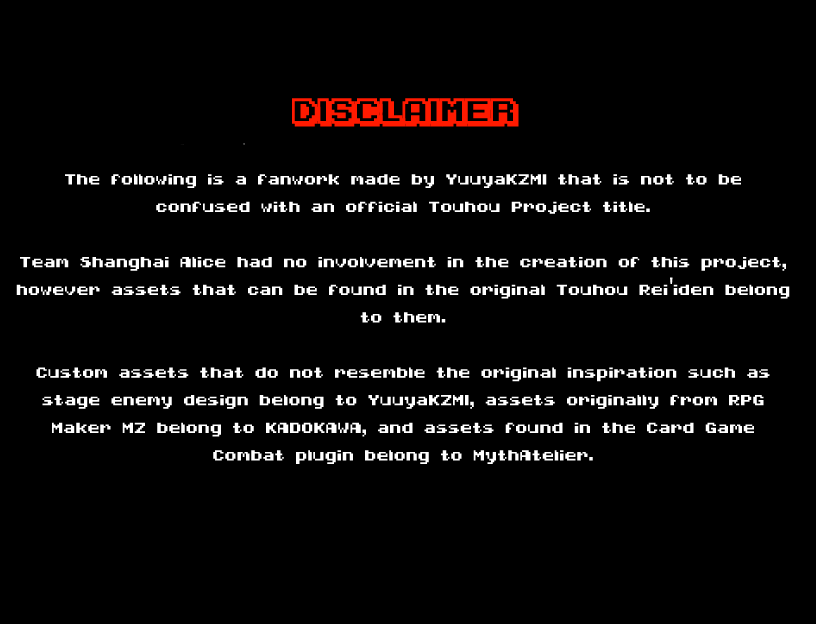 DISCLAIMER
The following is a fanwork made by YuuyaKZMI that is not to be
confused with an official Touhou Project title.
Team Shanghai Alice had no involvement in the creation of this project,
however assets that can be found in the original Touhou Rei'iden belong
to them.
Custom assets that do not resemble the original inspiration such as
stage enemy design belong to YuuyaKZMI, assets originally from RPG
Maker MZ belong to KADOKAWA, and assets found in the Card Game
Combat plugin belong to MythAtelier.